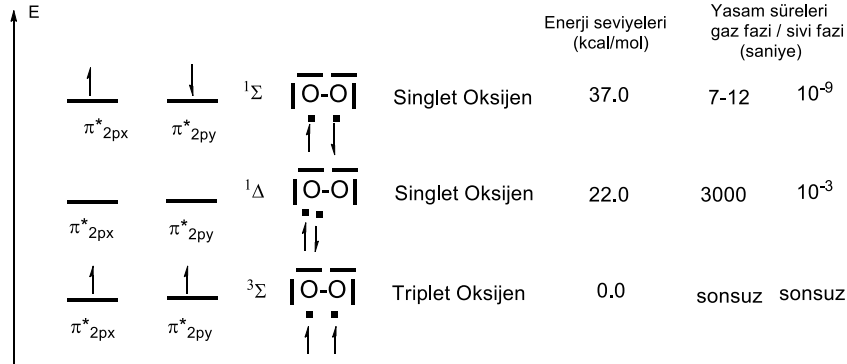 E
Enerji seviyeleri
(kcal/mol)
Yasam süreleri
gaz fazi / sivi fazi
(saniye)
¹Σ |O-O| Singlet Oksijen 37.0 7-12 10⁻⁹
π*2px π*2py
¹Δ |O-O| Singlet Oksijen 22.0 3000 10⁻³
π*2px π*2py
³Σ |O-O| Triplet Oksijen 0.0 sonsuz sonsuz
π*2px π*2py